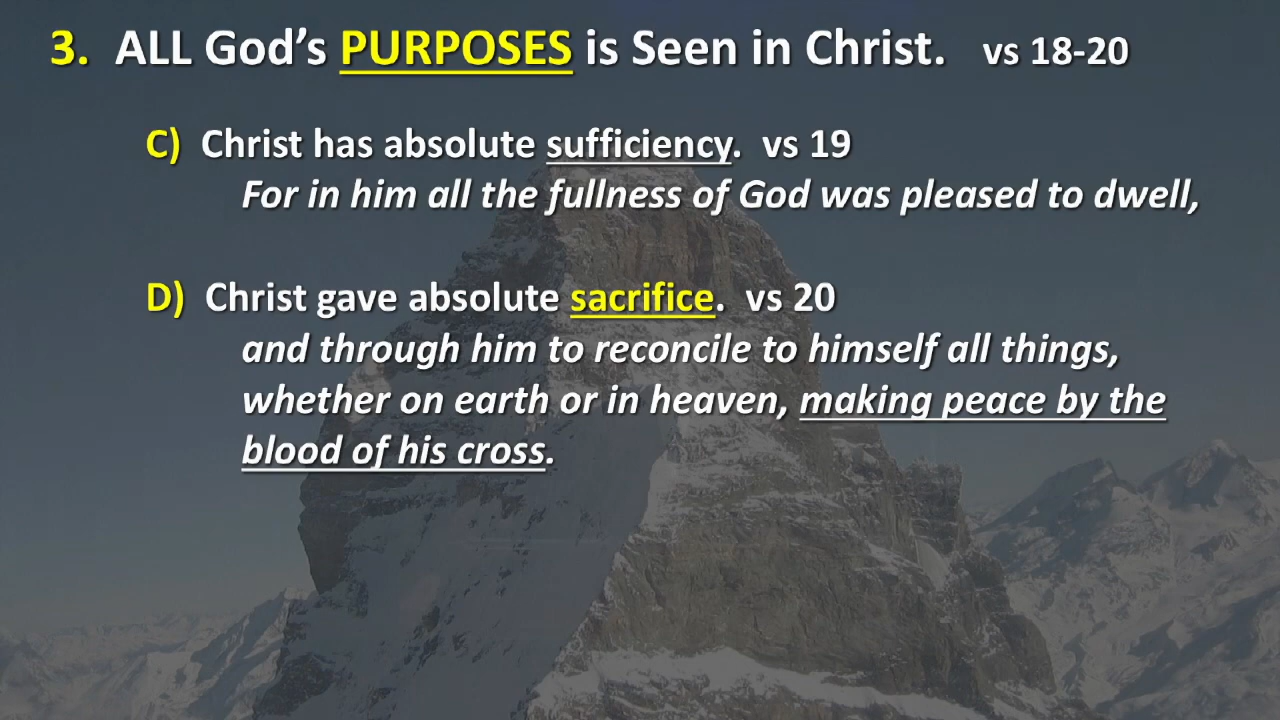 3. ALL God’s PURPOSES is Seen in Christ. vs 18-20
C) Christ has absolute sufficiency. vs 19
For in him all the fullness of God was pleased to dwell,
D) Christ gave absolute sacrifice. vs 20
and through him to reconcile to himself all things,
whether on earth or in heaven, making peace by the
blood of his cross.